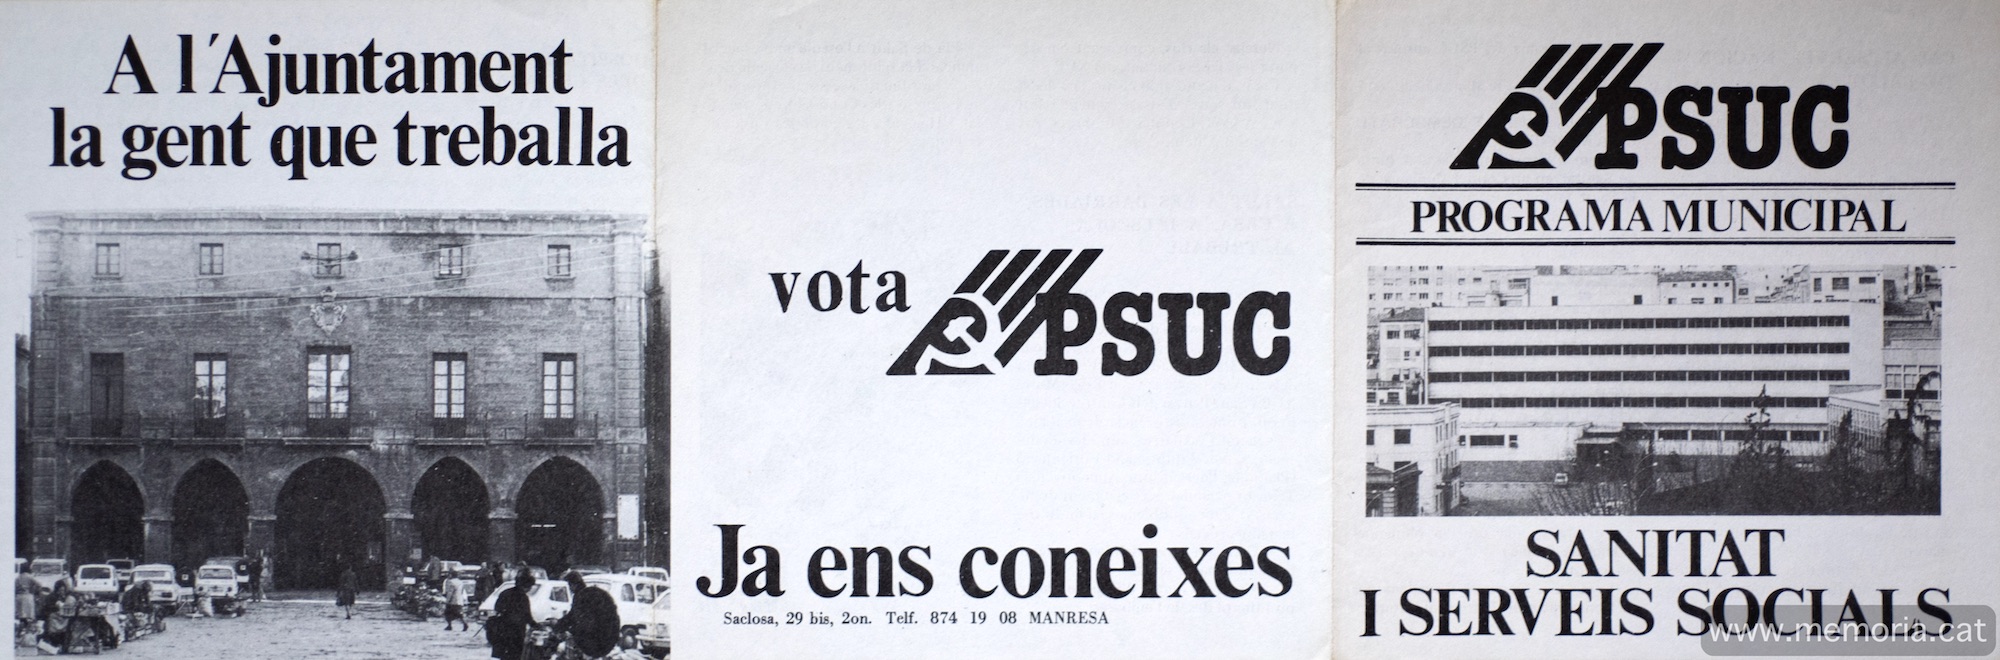 A l'Ajuntament
la gent que treballa
vota PSUC
Ja ens coneixes
Saclosa, 29 bis, 2on. Telf. 874 19 08 MANRESA
PSUC
PROGRAMA MUNICIPAL
SANITAT
I SERVEIS SOCIALS
www.memoria.cat